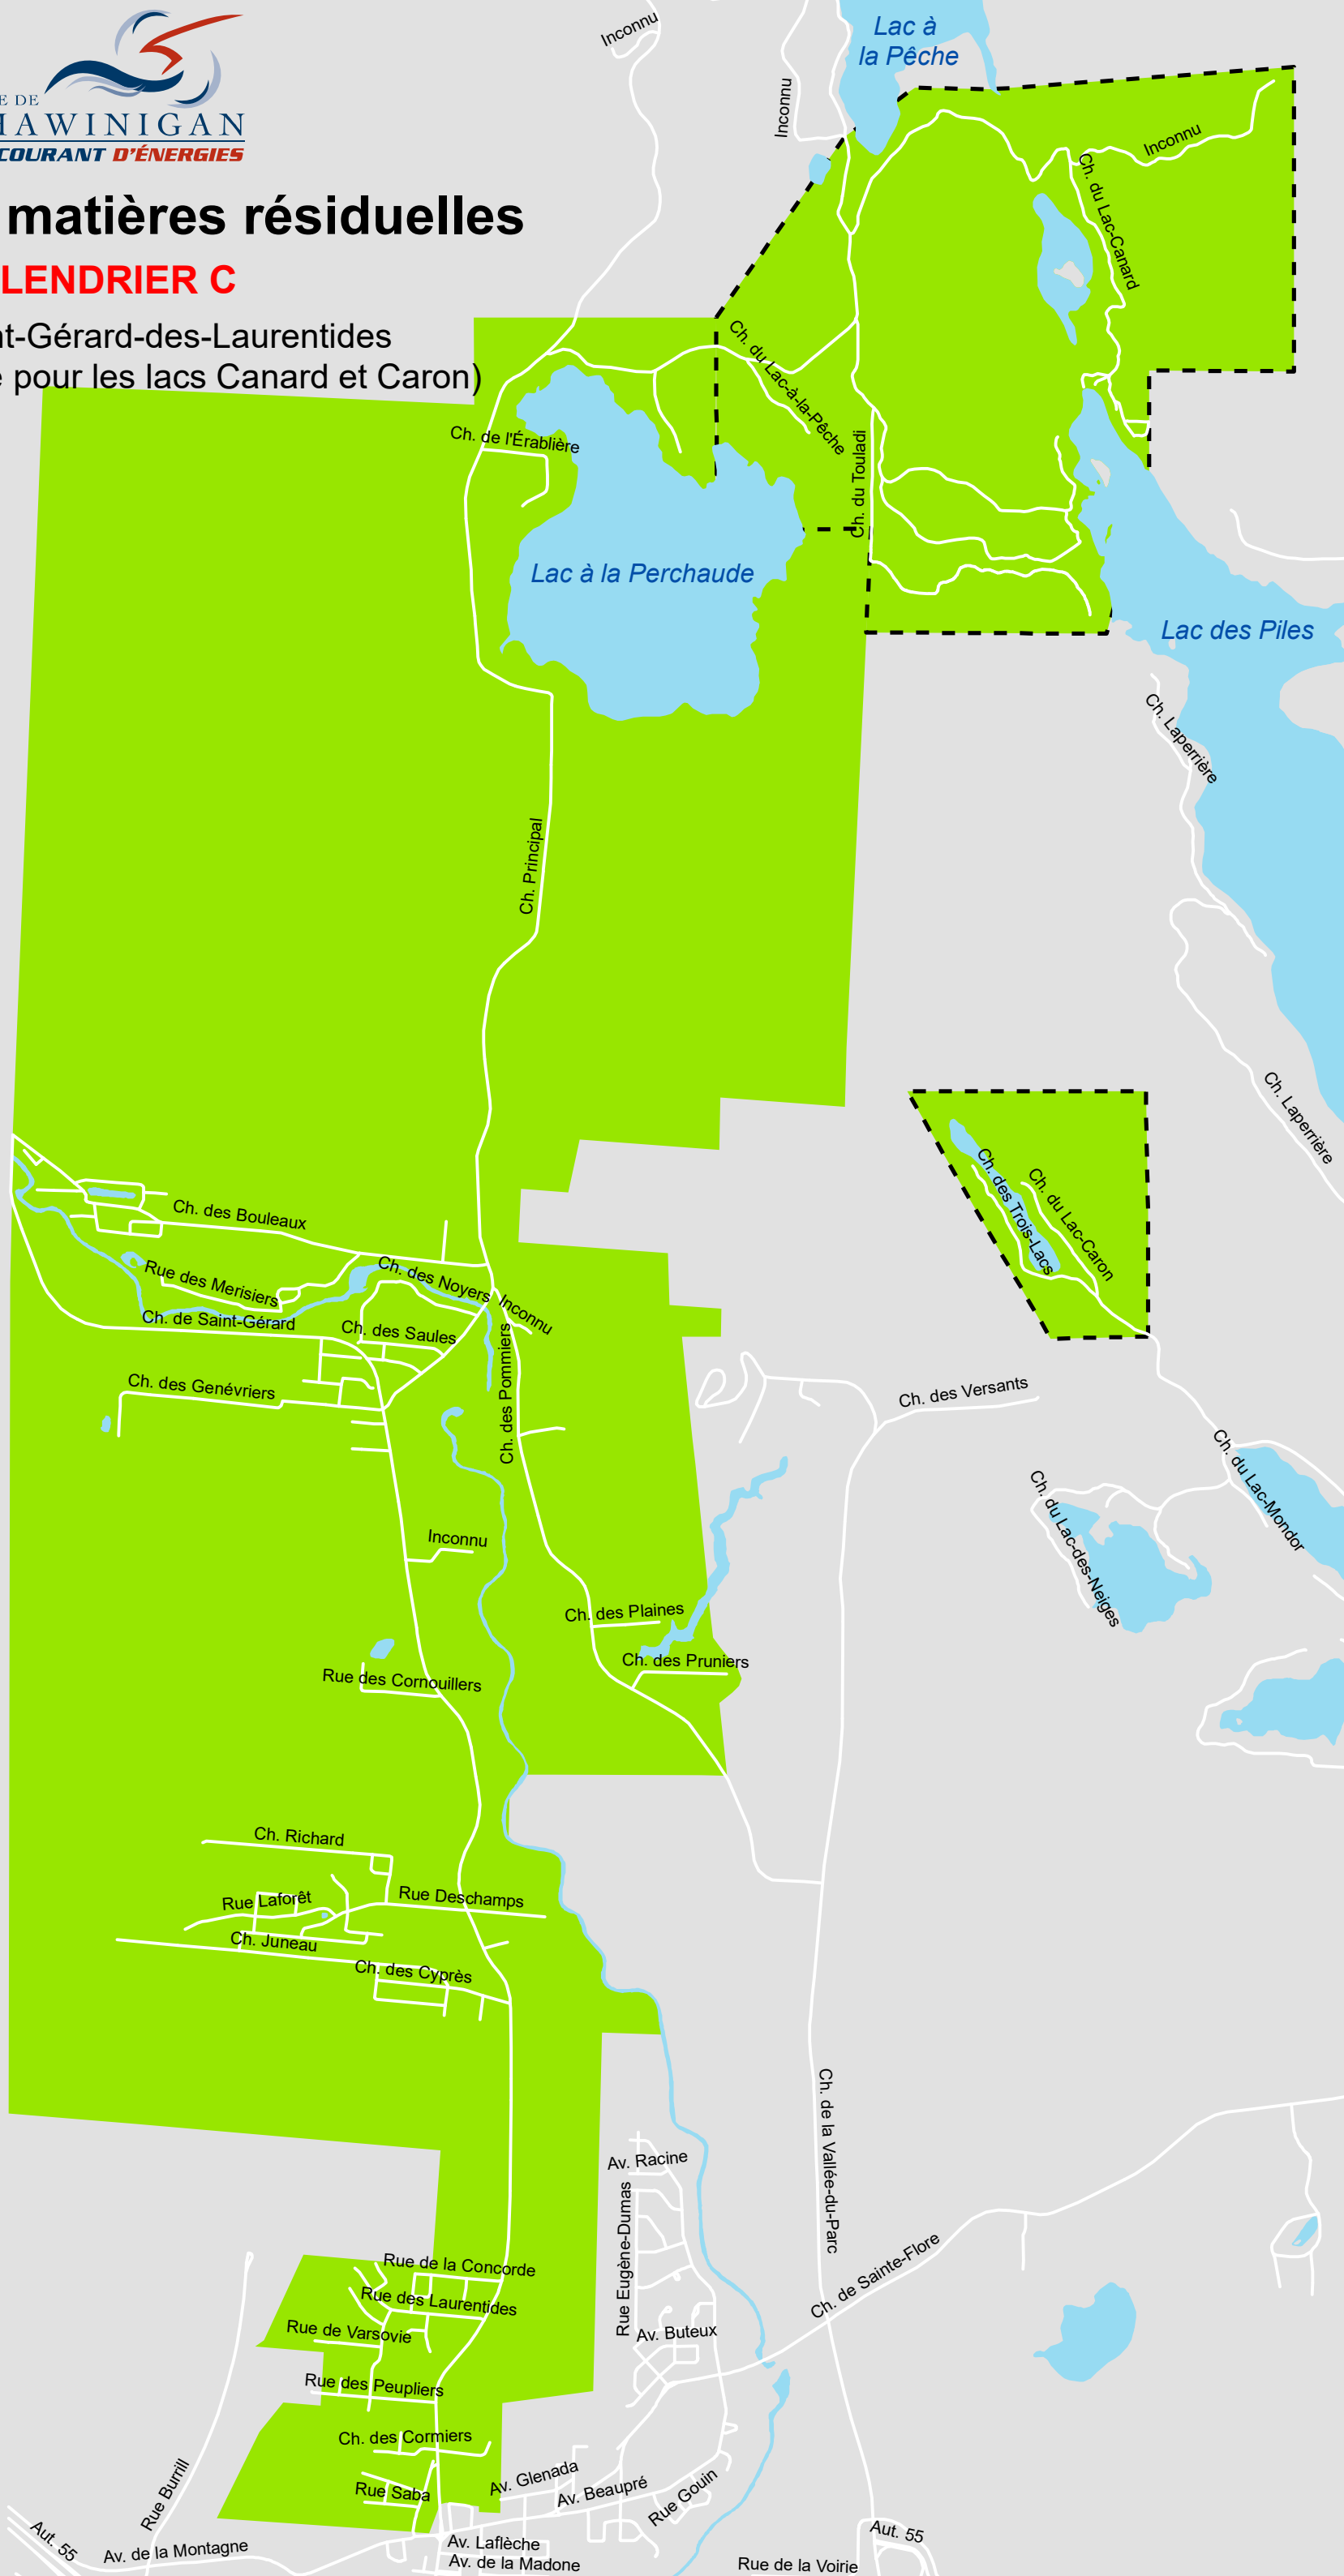 E DE
HAWINIGAN
COURANT D'ÉNERGIES
matières résiduelles
LENDRIER C
nt-Gérard-des-Laurentides
e pour les lacs Canard et Caron)
Inconnu
Inconnu
Lac à
la Pêche
Inconnu
Ch. du Lac-Canard
Ch. du Lac-à-la-Pêche
Ch. de l'Érablière
Ch. du Touladi
Lac à la Perchaude
Lac des Piles
Ch. Laperrière
Ch. Principal
Ch. Laperrière
Ch. des Trois-Lacs
Ch. du Lac-Caron
Ch. des Bouleaux
Rue des Merisiers
Ch. des Noyers
Inconnu
Ch. de Saint-Gérard
Ch. des Saules
Ch. des Pommiers
Ch. des Genévriers
Ch. des Versants
Ch. du Lac-Mondor
Ch. du Lac-des-Neiges
Inconnu
Ch. des Plaines
Ch. des Pruniers
Rue des Cornouillers
Ch. Richard
Rue Laforêt
Rue Deschamps
Ch. Juneau
Ch. des Cyprès
Ch. de la Vallée-du-Parc
Av. Racine
Rue Eugène-Dumas
Ch. de Sainte-Flore
Rue de la Concorde
Rue des Laurentides
Rue de Varsovie
Av. Buteux
Rue des Peupliers
Ch. des Cormiers
Rue Saba
Av. Glenada
Av. Beaupré
Rue Gouin
Rue Burrill
Aut. 55
Av. de la Montagne
Av. Laflèche
Av. de la Madone
Rue de la Voirie
Aut. 55